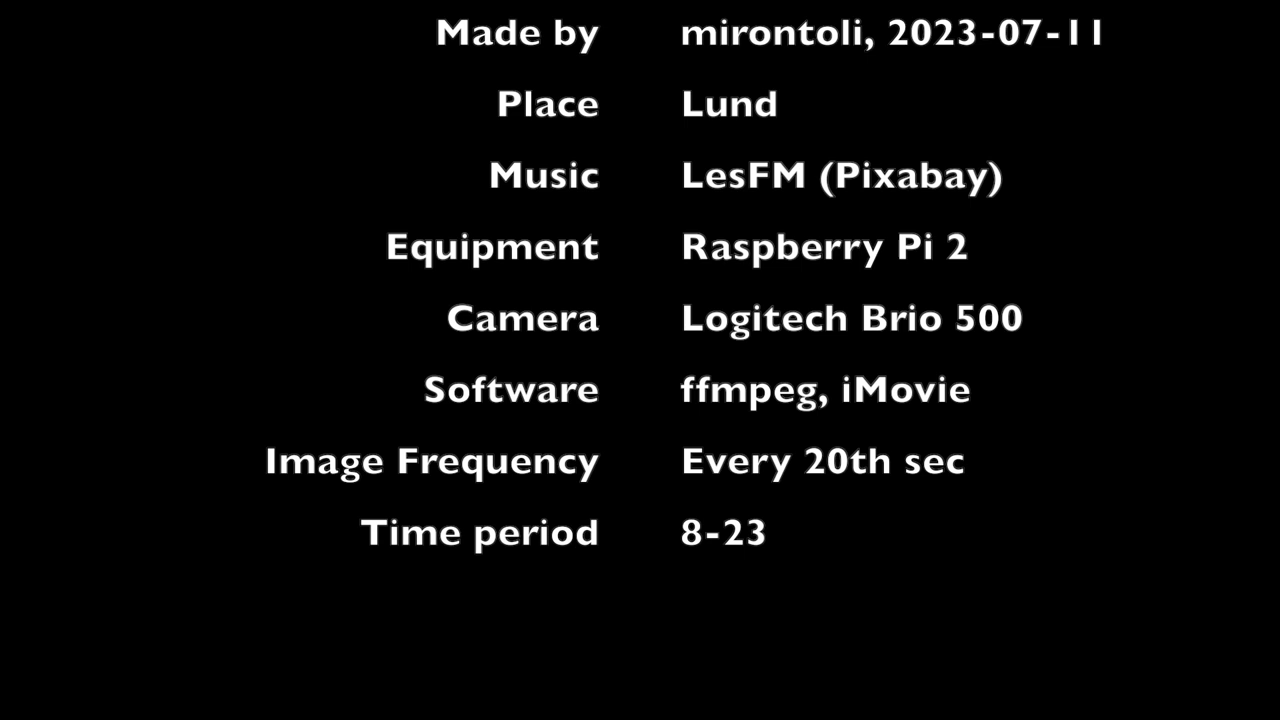 Made by mirontoli, 2023-07-11
Place Lund
Music LesFM (Pixabay)
Equipment Raspberry Pi 2
Camera Logitech Brio 500
Software ffmpeg, iMovie
Image Frequency Every 20th sec
Time period 8-23